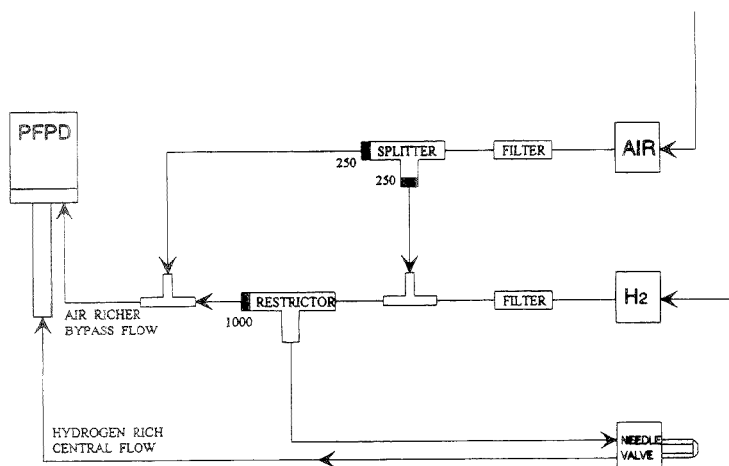 PFPD
SPLITTER
FILTER
AIR
250
250
RESTRICTOR
FILTER
H2
1000
AIR RICHER
BYPASS FLOW
HYDROGEN RICH
CENTRAL FLOW
NEEDLE
VALVE